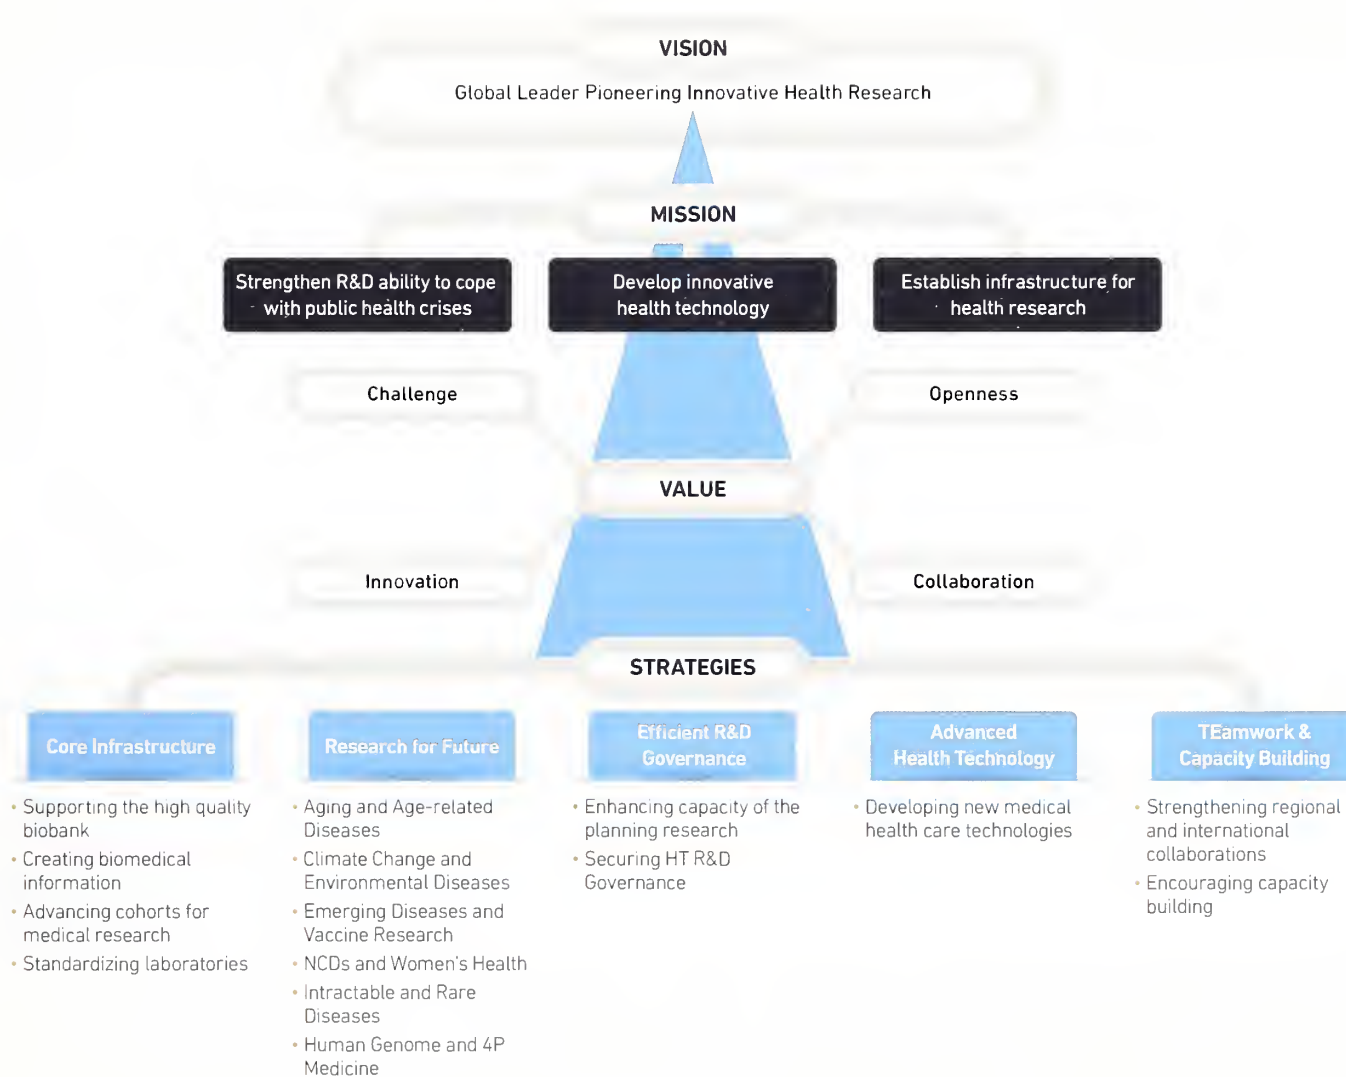 VISION
Global Leader Pioneering Innovative Health Research
MISSION
Strengthen R&D ability to cope
with public health crises
Develop innovative
health technology
Establish infrastructure for
health research
Challenge
Openness
VALUE
Innovation
Collaboration
STRATEGIES
Core Infrastructure
• Supporting the high quality
biobank
• Creating biomedical
information
• Advancing cohorts for
medical research
• Standardizing laboratories
Research for Future
• Aging and Age-related
Diseases
• Climate Change and
Environmental Diseases
• Emerging Diseases and
Vaccine Research
• NCDs and Women's Health
• Intractable and Rare
Diseases
• Human Genome and 4P
Medicine
Efficient R&D
Governance
• Enhancing capacity of the
planning research
• Securing HT R&D
Governance
Advanced
Health Technology
• Developing new medical
health care technologies
TEamwork &
Capacity Building
• Strengthening regional
and international
collaborations
• Encouraging capacity
building